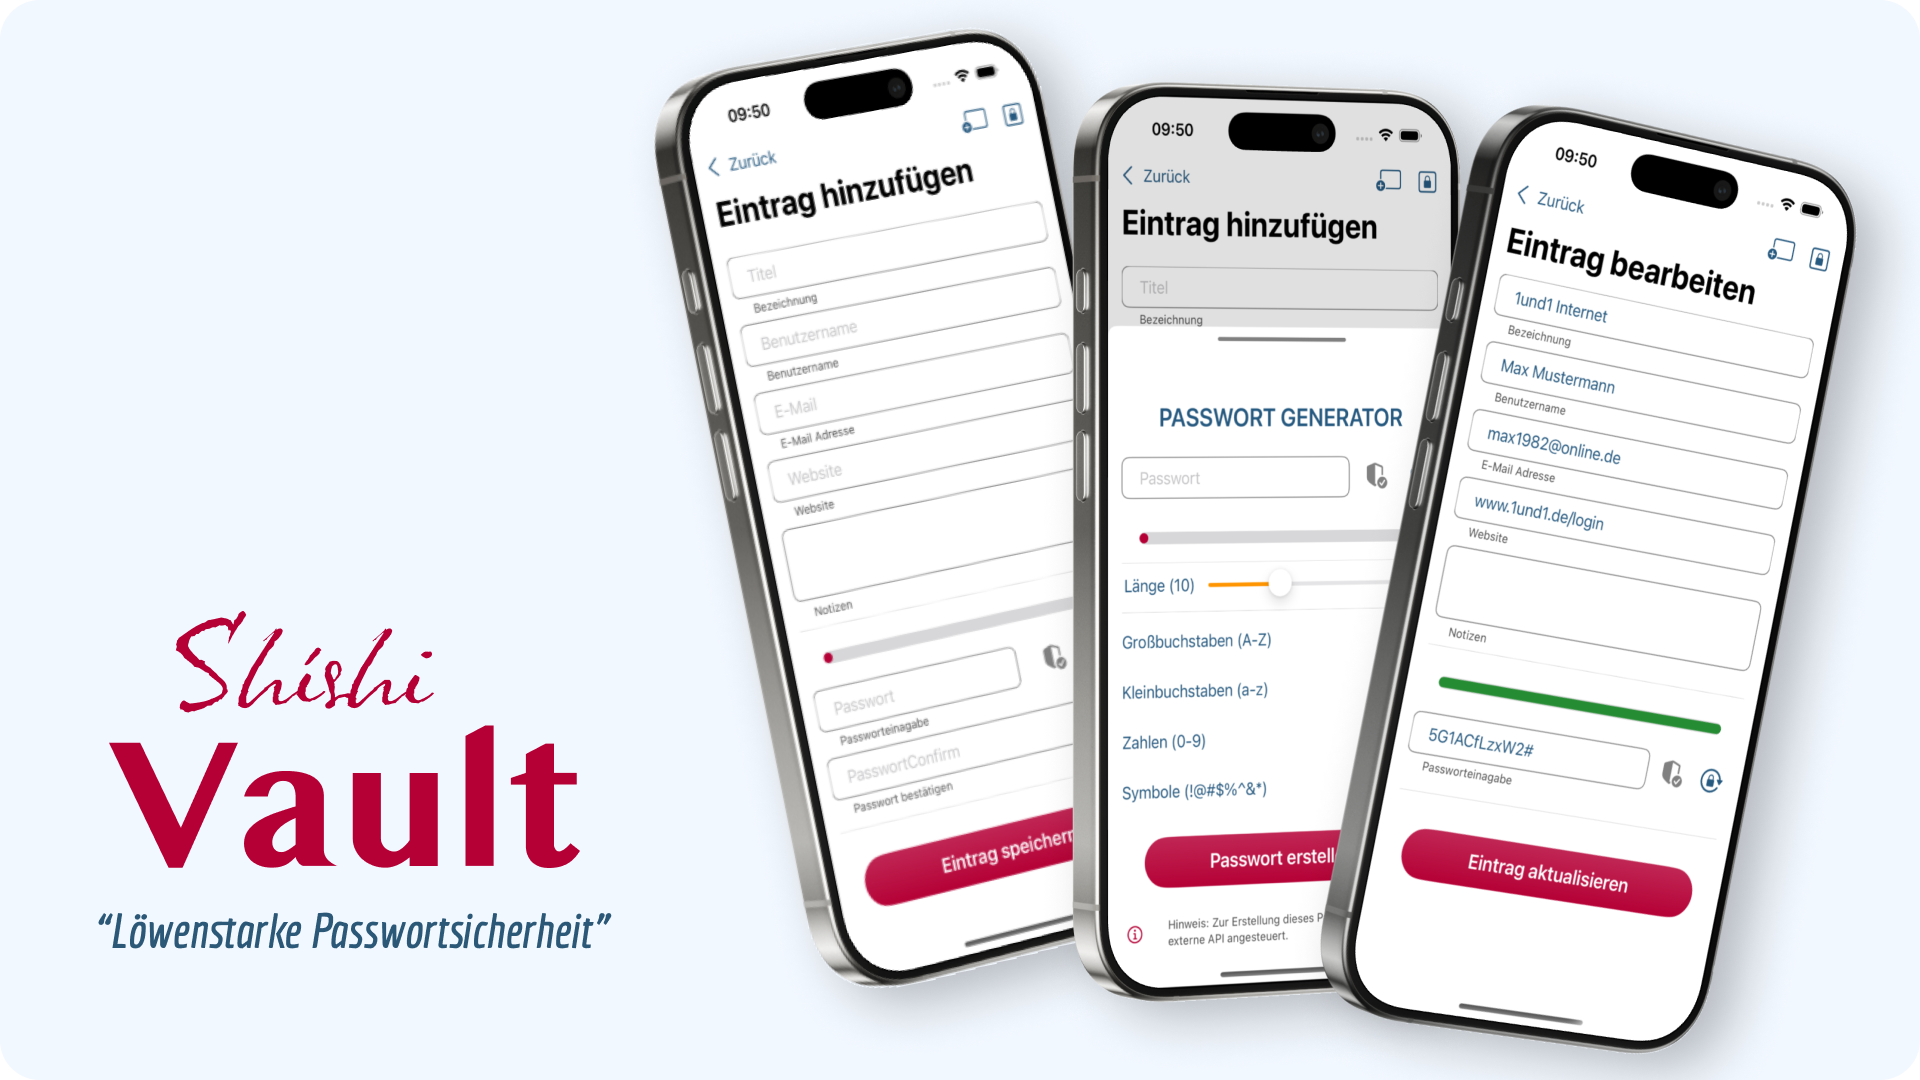 Shishi
Vault
“Löwenstarke Passwortsicherheit”
09:50
Zurück
Eintrag hinzufügen
Titel
Bezeichnung
Benutzername
Benutzername
E-Mail
E-Mail Adresse
Website
Website
Notizen
Passwort
Passworteinagabe
PasswortConfirm
Passwort bestätigen
Eintrag speichern
09:50
Zurück
Eintrag hinzufügen
Titel
Bezeichnung
PASSWORT GENERATOR
Passwort
Länge (10)
Großbuchstaben (A-Z)
Kleinbuchstaben (a-z)
Zahlen (0-9)
Symbole (!@#$%^&*)
Passwort erstell
Hinweis: Zur Erstellung dieses P
externe API angesteuert.
09:50
Zurück
Eintrag bearbeiten
1und1 Internet
Bezeichnung
Max Mustermann
Benutzername
max1982@online.de
E-Mail Adresse
www.1und1.de/login
Website
Notizen
5G1ACfLzxW2#
Passworteinagabe
Eintrag aktualisieren